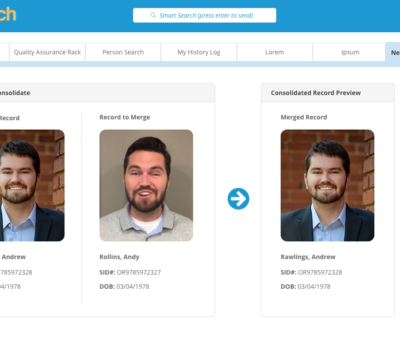 ch
Smart Search (press enter to send)
Quality Assurance Rack
Person Search
My History Log
Lorem
Ipsum
Ne
onsolidate
Consolidated Record Preview
Record
Record to Merge
Merged Record
Andrew
Rollins, Andy
Rawlings, Andrew
9785972328
SID#: OR9785972327
SID#: OR9785972328
04/1978
DOB: 03/04/1978
DOB: 03/04/1978